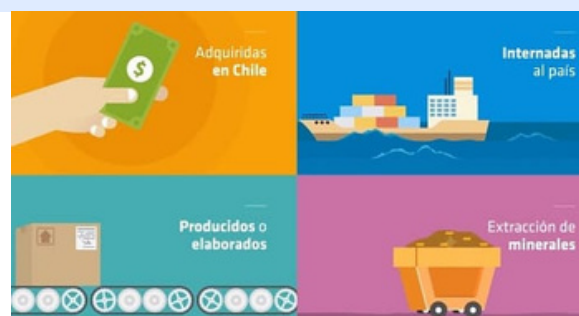 Adquiridas
en Chile
$
Internadas
al país
Producidos o
elaborados
Extracción de
minerales